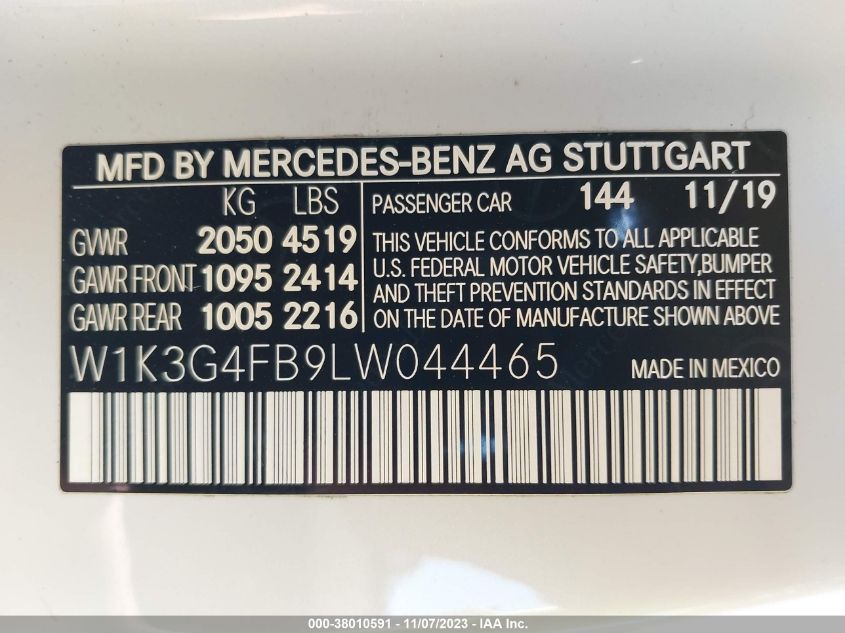 MFD BY MERCEDES-BENZ AG STUTTGART
KG LBS
GVWR 2050 4519
GAWR FRONT 1095 2414
GAWR REAR 1005 2216
PASSENGER CAR 144 11/19
THIS VEHICLE CONFORMS TO ALL APPLICABLE
U.S. FEDERAL MOTOR VEHICLE SAFETY,BUMPER
AND THEFT PREVENTION STANDARDS IN EFFECT
ON THE DATE OF MANUFACTURE SHOWN ABOVE
W1K3G4FB9LW044465 MADE IN MEXICO
000-38010591 - 11/07/2023 - IAA Inc.